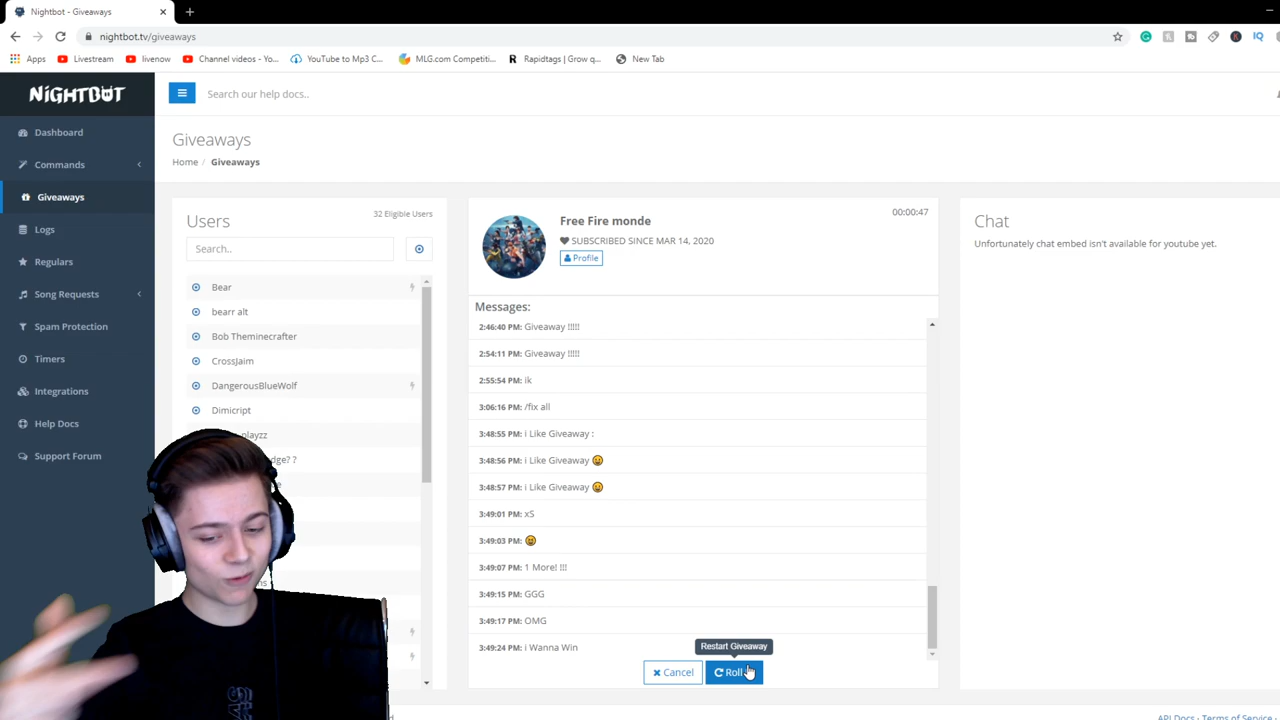 Nightbot - Giveaways
nightbot.tv/giveaways
Apps
Livestream
livenow
Channel videos - Yo...
YouTube to Mp3 C...
MLG.com Competiti...
Rapidtags | Grow q...
New Tab
NIGHTBOT
Search our help docs..
Dashboard
Commands
Giveaways
Logs
Regulars
Song Requests
Spam Protection
Timers
Integrations
Help Docs
Support Forum
Giveaways
Home / Giveaways
Users
32 Eligible Users
Search..
Bear
bearr alt
Bob Theminecrafter
CrossJaim
DangerousBlueWolf
Dimicript
playzz
Free Fire monde
SUBSCRIBED SINCE MAR 14, 2020
Profile
00:00:47
Messages:
2:46:40 PM: Giveaway !!!!!
2:54:11 PM: Giveaway !!!!!
2:55:54 PM: ik
3:06:16 PM: /fix all
3:48:55 PM: i Like Giveaway :
3:48:56 PM: i Like Giveaway 😛
3:48:57 PM: i Like Giveaway 😛
3:49:01 PM: xS
3:49:03 PM: 😛
3:49:07 PM: 1 More! !!!
3:49:15 PM: GGG
3:49:17 PM: OMG
3:49:24 PM: i Wanna Win
Restart Giveaway
Cancel
Roll
Chat
Unfortunately chat embed isn't available for youtube yet.
API Docs · Terms of Service ·